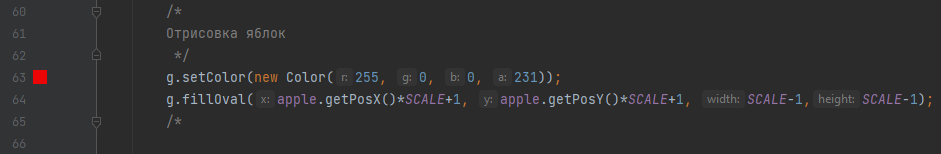 60 /*
61 Отрисовка яблок
62 */
63 g.setColor(new Color( r: 255, g: 0, b: 0, a: 231));
64 g.fillOval( x: apple.getPosX()*SCALE+1, y: apple.getPosY()*SCALE+1, width: SCALE-1, height: SCALE-1);
65 /*
66